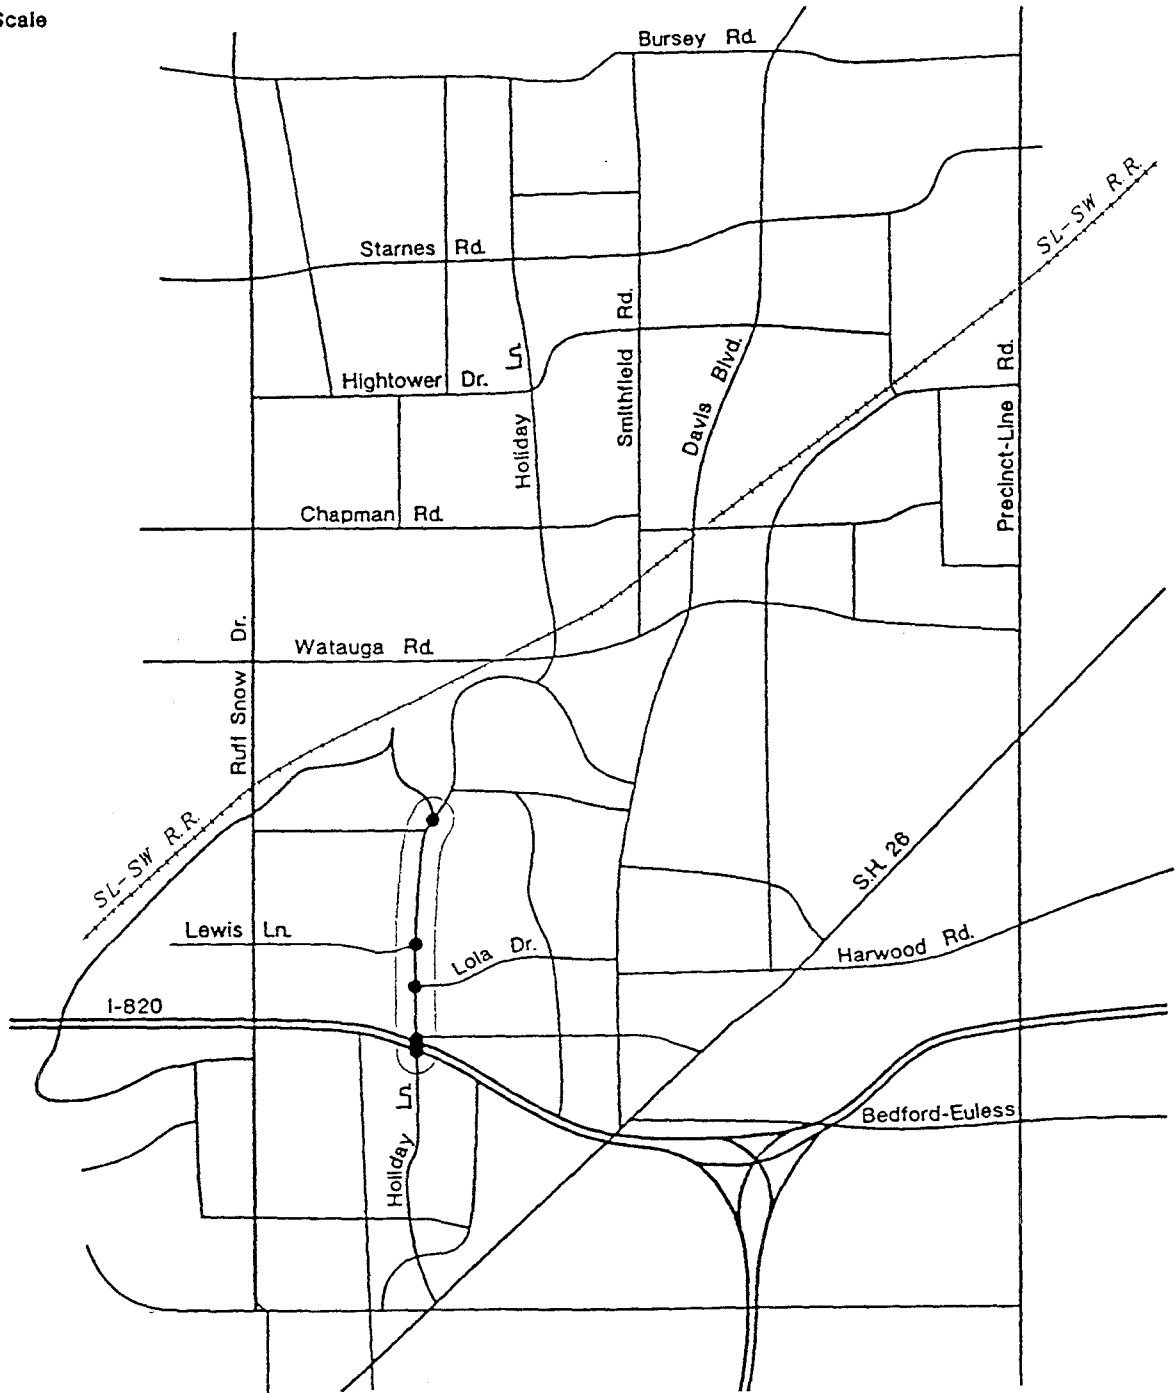 Scale
Bursey Rd.
SL-SW R.R.
Starnes Rd.
Smithfield Rd.
Holiday Ln.
Davis Blvd.
Hightower Dr.
Precinct-Line Rd.
Chapman Rd.
Watauga Rd.
Ruff Snow Dr.
SL-SW R.R.
S.H. 26
Lewis Ln.
Lola Dr.
Harwood Rd.
I-820
Holiday Ln.
Bedford-Euless